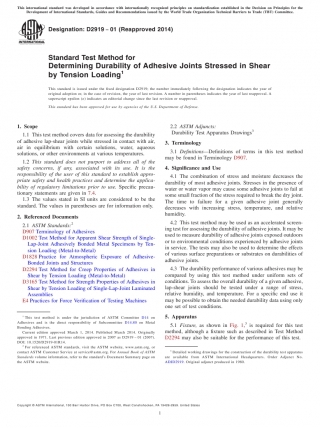 This international standard was developed in accordance with internationally recognized principles on standardization established in the Decision on Principles for the
Development of International Standards, Guides and Recommendations issued by the World Trade Organization Technical Barriers to Trade (TBT) Committee.
Designation: D2919 − 01 (Reapproved 2014)
Standard Test Method for
Determining Durability of Adhesive Joints Stressed in Shear
by Tension Loading1
This standard is issued under the fixed designation D2919; the number immediately following the designation indicates the year of
original adoption or, in the case of revision, the year of last revision. A number in parentheses indicates the year of last reapproval. A
superscript epsilon (ε) indicates an editorial change since the last revision or reapproval.
This standard has been approved for use by agencies of the U.S. Department of Defense.
1. Scope
1.1 This test method covers data for assessing the durability
of adhesive lap-shear joints while stressed in contact with air,
air in equilibrium with certain solutions, water, aqueous
solutions, or other environments at various temperatures.
1.2 This standard does not purport to address all of the
safety concerns, if any, associated with its use. It is the
responsibility of the user of this standard to establish appro-
priate safety and health practices and determine the applica-
bility of regulatory limitations prior to use. Specific precau-
tionary statements are given in 7.4.
1.3 The values stated in SI units are considered to be the
standard. The values in parentheses are for information only.
2. Referenced Documents
2.1 ASTM Standards:2
D907 Terminology of Adhesives
D1002 Test Method for Apparent Shear Strength of Single-
Lap-Joint Adhesively Bonded Metal Specimens by Ten-
sion Loading (Metal-to-Metal)
D1828 Practice for Atmospheric Exposure of Adhesive-
Bonded Joints and Structures
D2294 Test Method for Creep Properties of Adhesives in
Shear by Tension Loading (Metal-to-Metal)
D3165 Test Method for Strength Properties of Adhesives in
Shear by Tension Loading of Single-Lap-Joint Laminated
Assemblies
E4 Practices for Force Verification of Testing Machines
1 This test method is under the jurisdiction of ASTM Committee D14 on
Adhesives and is the direct responsibility of Subcommittee D14.80 on Metal
Bonding Adhesives.
Current edition approved March 1, 2014. Published March 2014. Originally
approved in 1971. Last previous edition approved in 2007 as D2919 – 01 (2007).
DOI: 10.1520/D2919-01R14.
2 For referenced ASTM standards, visit the ASTM website, www.astm.org, or
contact ASTM Customer Service at service@astm.org. For Annual Book of ASTM
Standards volume information, refer to the standard's Document Summary page on
the ASTM website.
2.2. ASTM Adjuncts:
Durability Test Apparatus Drawings3
3. Terminology
3.1 Definitions—Definitions of terms in this test method
may be found in Terminology D907.
4. Significance and Use
4.1 The combination of stress and moisture decreases the
durability of most adhesive joints. Stresses in the presence of
water or water vapor may cause some adhesive joints to fail at
some small fraction of the stress required to break the dry joint.
The time to failure for a given adhesive joint generally
decreases with increasing stress, temperature, and relative
humidity.
4.2 This test method may be used as an accelerated screen-
ing test for assessing the durability of adhesive joints. It may be
used to measure durability of adhesive joints exposed outdoors
or to environmental conditions experienced by adhesive joints
in service. The tests may also be used to determine the effects
of various surface preparations or substrates on durabilities of
adhesive joints.
4.3 The durability performance of various adhesives may be
compared by using this test method under uniform sets of
conditions. To assess the overall durability of a given adhesive,
lap-shear joints should be tested under a range of stress,
relative humidity, and temperature. For a specific end use it
may be possible to obtain the needed durability data using only
one set of test conditions.
5. Apparatus
5.1 Fixture, as shown in Fig. 1,3 is required for this test
method, although a fixture such as described in Test Method
D2294 may also be suitable for the performance of this test.
3 Detailed working drawings for the construction of the durability test apparatus
are available from ASTM International Headquarters. Order Adjunct No.
Copyright © ASTM International, 100 Barr Harbor Drive, PO Box C700, West Conshohocken, PA 19428-2959. United States
1